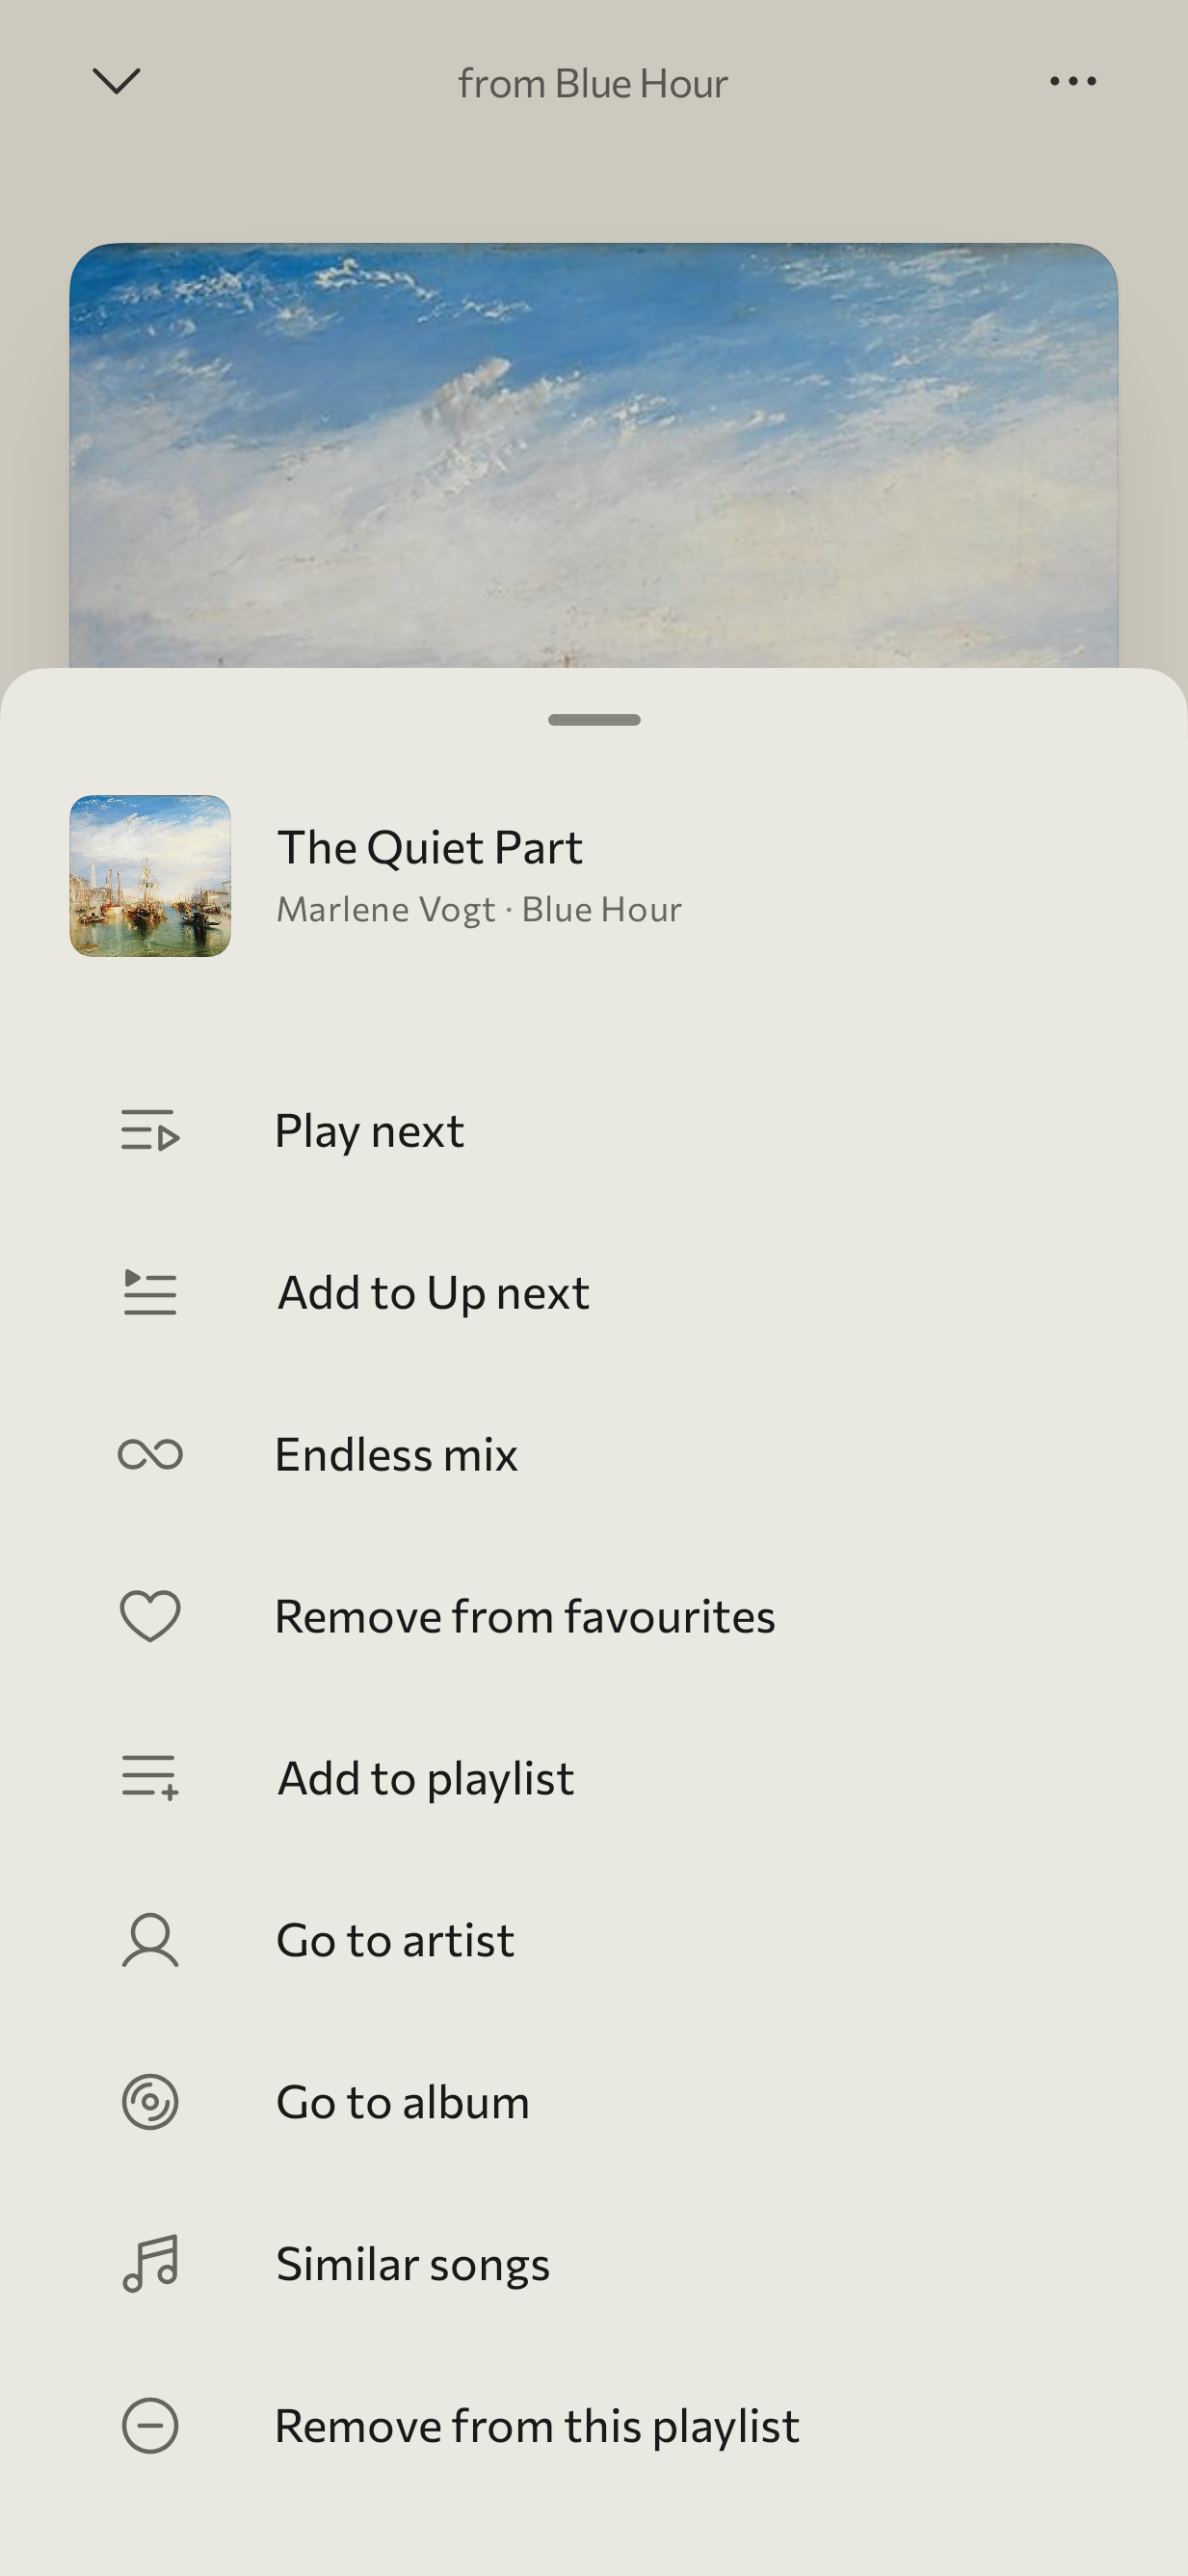 from Blue Hour
The Quiet Part
Marlene Vogt · Blue Hour
Play next
Add to Up next
Endless mix
Remove from favourites
Add to playlist
Go to artist
Go to album
Similar songs
Remove from this playlist